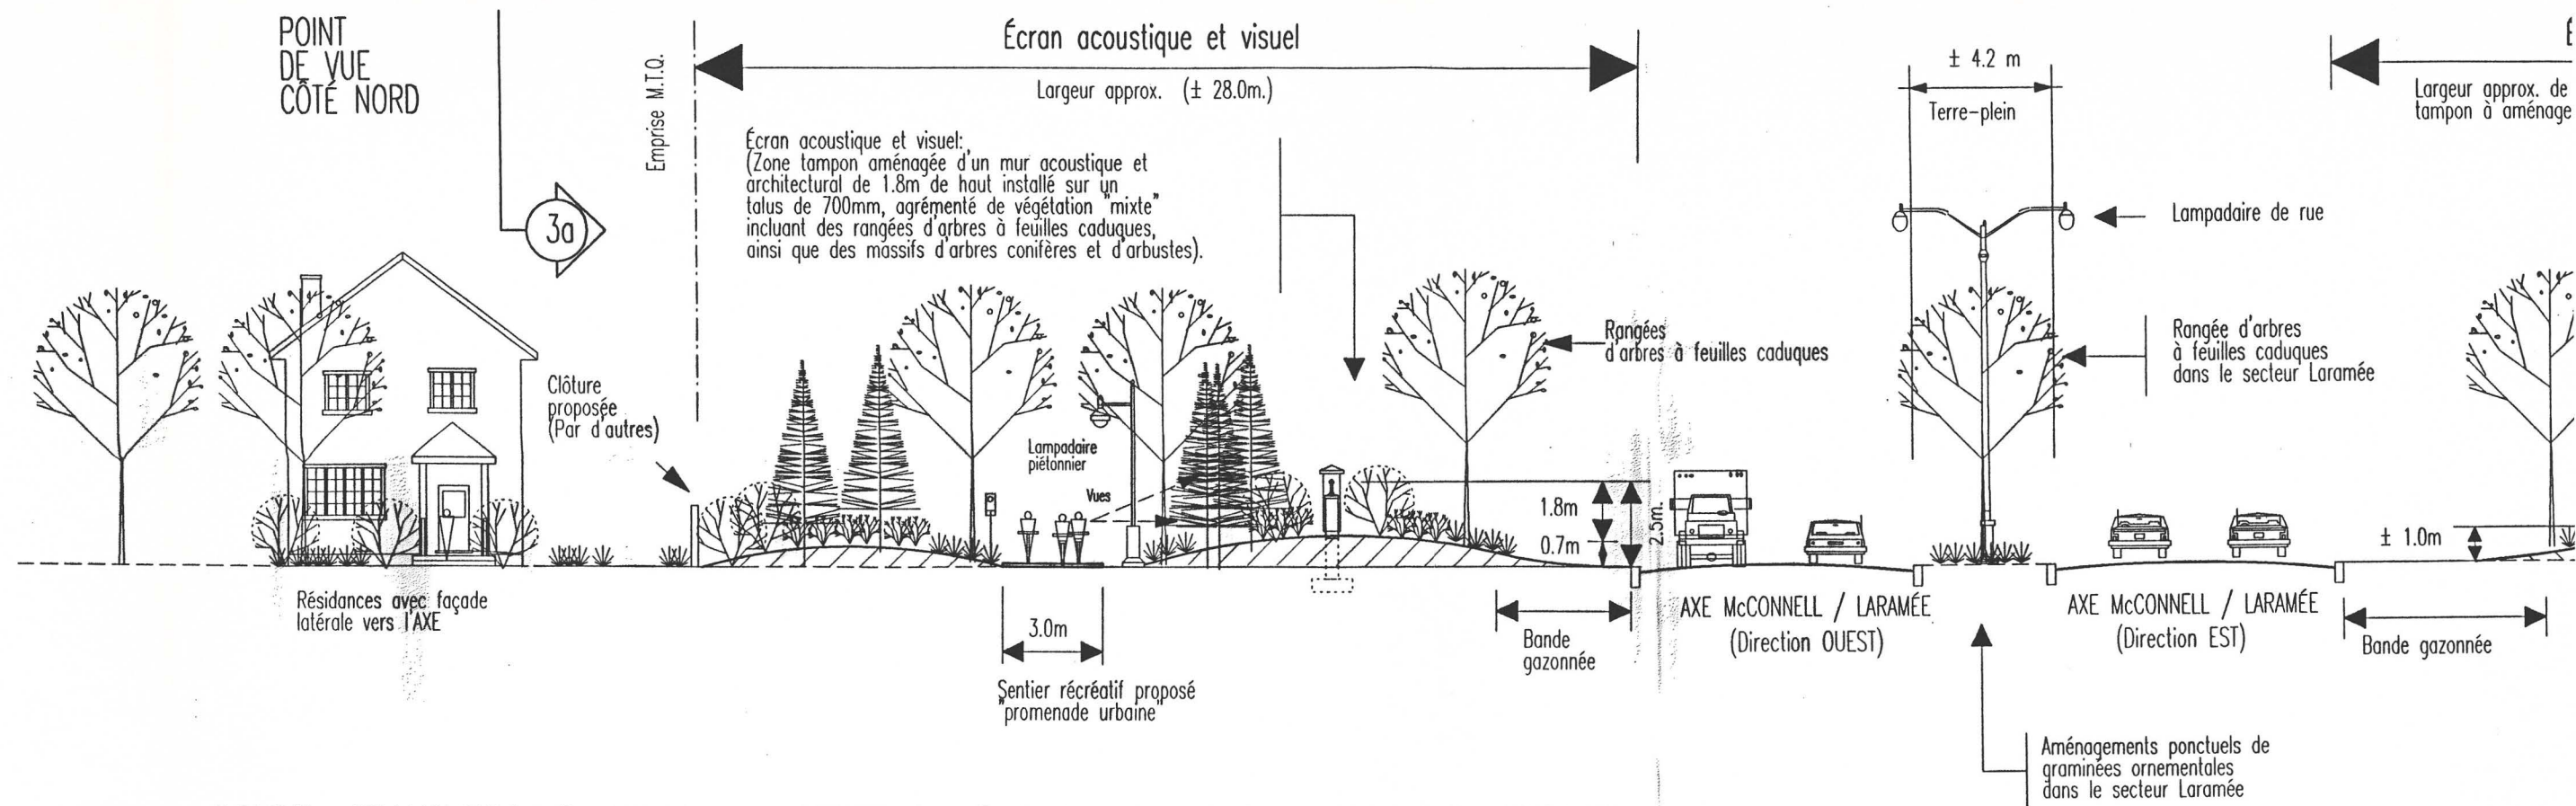 POINT
DE VUE
CÔTÉ NORD
3a
Emprise M.T.Q.
Écran acoustique et visuel
Largeur approx. (± 28.0m.)
Écran acoustique et visuel:
(Zone tampon aménagée d'un mur acoustique et
architectural de 1.8m de haut installé sur un
talus de 700mm, agrémenté de végétation "mixte"
incluant des rangées d'arbres à feuilles caduques,
ainsi que des massifs d'arbres conifères et d'arbustes).
± 4.2 m
Terre-plein
Largeur approx. de
tampon à aménage
Lampadaire de rue
Rangées
d'arbres à feuilles caduques
Rangée d'arbres
à feuilles caduques
dans le secteur Laramée
Clôture
proposée
(Par d'autres)
Lampadaire
piétonnier
Vues
1.8m
0.7m
2.5m.
± 1.0m
Résidances avec façade
latérale vers l'AXE
3.0m
Sentier récréatif proposé
"promenade urbaine"
Bande
gazonnée
AXE McCONNELL / LARAMÉE
(Direction OUEST)
AXE McCONNELL / LARAMÉE
(Direction EST)
Bande gazonnée
Aménagements ponctuels de
graminées ornementales
dans le secteur Laramée